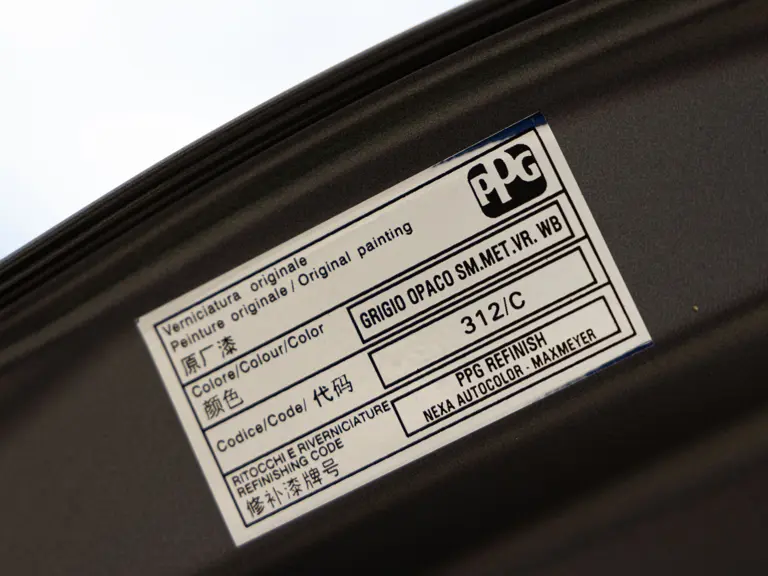 PPG
Verniciatura originale
Peinture originale / Original painting
原厂漆
Colore/Colour/Color
颜色
GRIGIO OPACO SM.MET.VR. WB
Codice/Code/ 代码
312/C
RITOCCHI E RIVERNICIATURE
REFINISHING CODE
修补漆牌号
PPG REFINISH
NEXA AUTOCOLOR - MAXMEYER